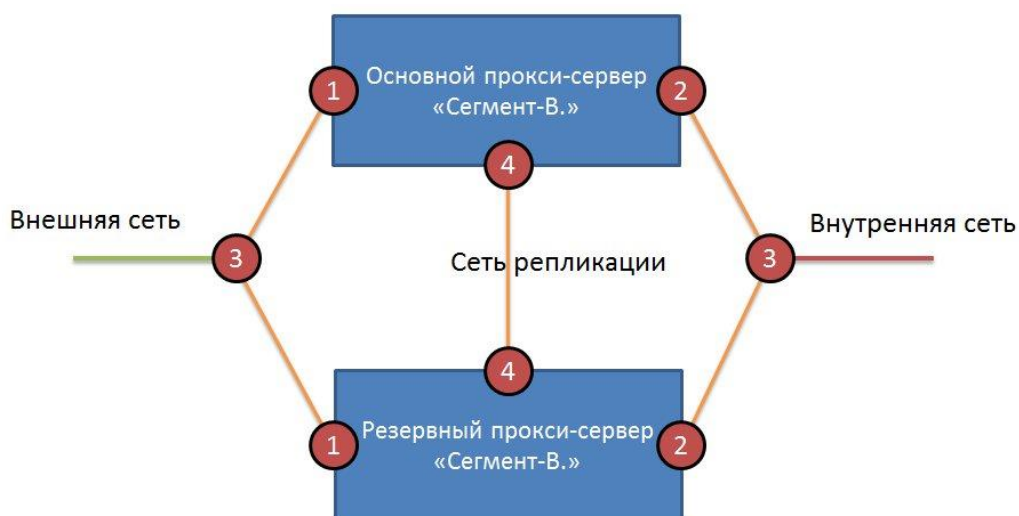 Основной прокси-сервер
1
2
«Сегмент-В.»
4
Внешняя сеть
Внутренняя сеть
3
Сеть репликации
3
4
Резервный прокси-сервер
1
2
«Сегмент-В.»